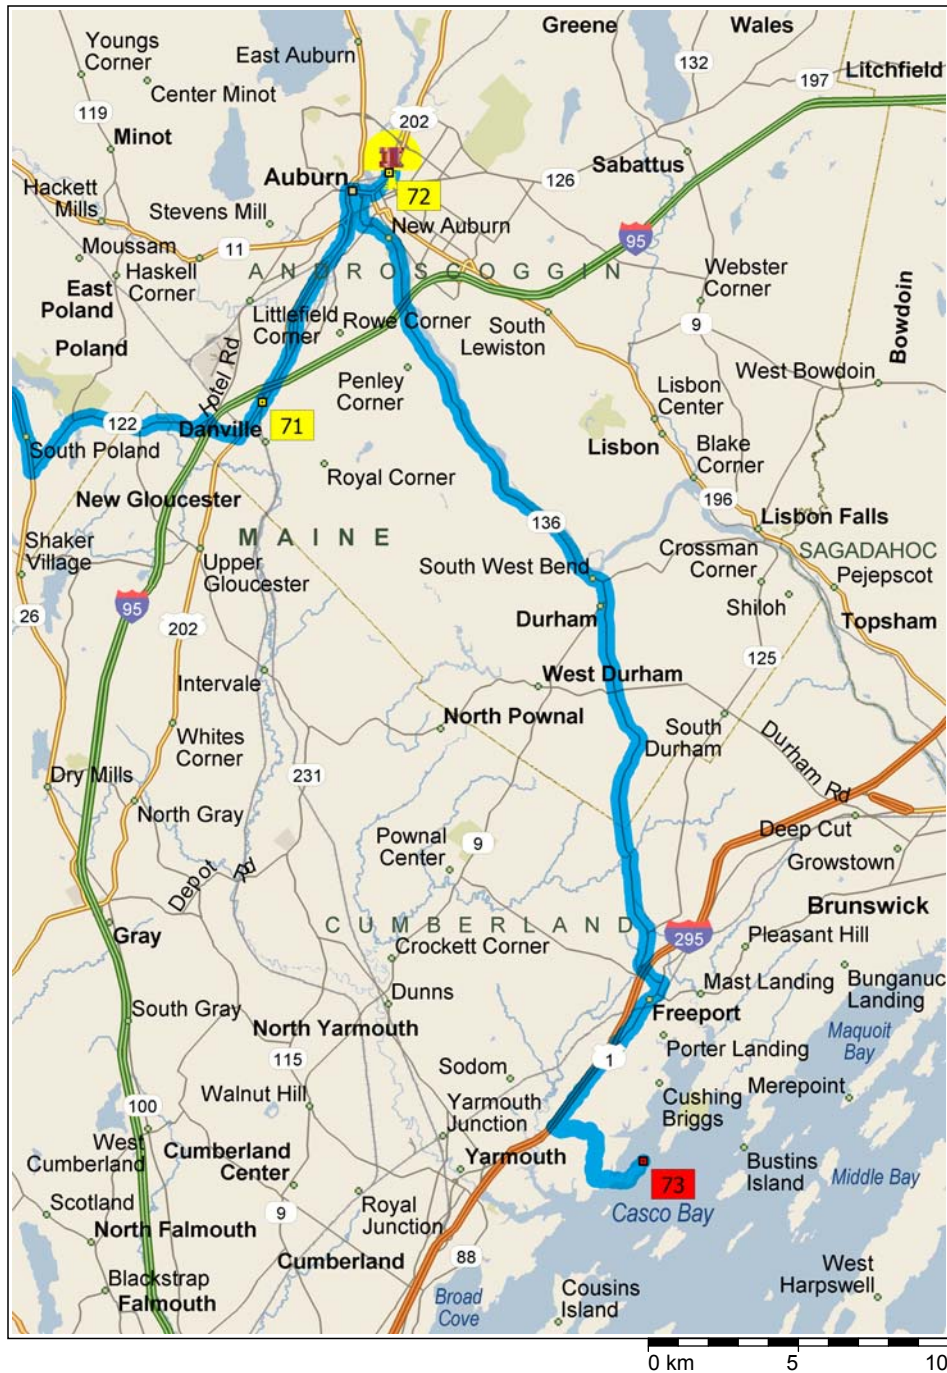 Youngs
Corner
East Auburn
Greene
Wales
132
197
Litchfield
Center Minot
119
Minot
202
Sabattus
Auburn
126
72
Hackett
Mills
Stevens Mill
New Auburn
11
95
Moussam
Haskell
Corner
ANDROSCOGGIN
Webster
Corner
East
Poland
Bowdoin
Littlefield
Corner
Rowe Corner
South
Lewiston
9
Poland
Hotel Rd
West Bowdoin
Penley
Corner
Lisbon
Center
122
Danville
71
Lisbon
Blake
Corner
South Poland
Royal Corner
New Gloucester
196
136
Lisbon Falls
MAINE
Shaker
Village
Upper
Gloucester
South West Bend
Crossman
Corner
SAGADAHOC
Pejepscot
95
26
Durham
Shiloh
Topsham
202
125
Intervale
West Durham
North Pownal
South
Durham
Durham Rd
Whites
Corner
Dry Mills
231
North Gray
Pownal
Center
9
Deep Cut
Growstown
Depot Rd
Brunswick
CUMBERLAND
Gray
Crockett Corner
295
Pleasant Hill
Dunns
Mast Landing
Bunganuc
Landing
South Gray
Freeport
North Yarmouth
Maquoit
Bay
Porter Landing
115
1
Sodom
Merepoint
Walnut Hill
Cushing
Briggs
100
Yarmouth
Junction
West
Cumberland
Cumberland
Center
Yarmouth
Bustins
Island
Middle Bay
73
Scotland
Royal
Junction
Casco Bay
9
North Falmouth
Cumberland
88
West
Harpswell
Blackstrap
Falmouth
Broad
Cove
Cousins
Island
0 km 5 10